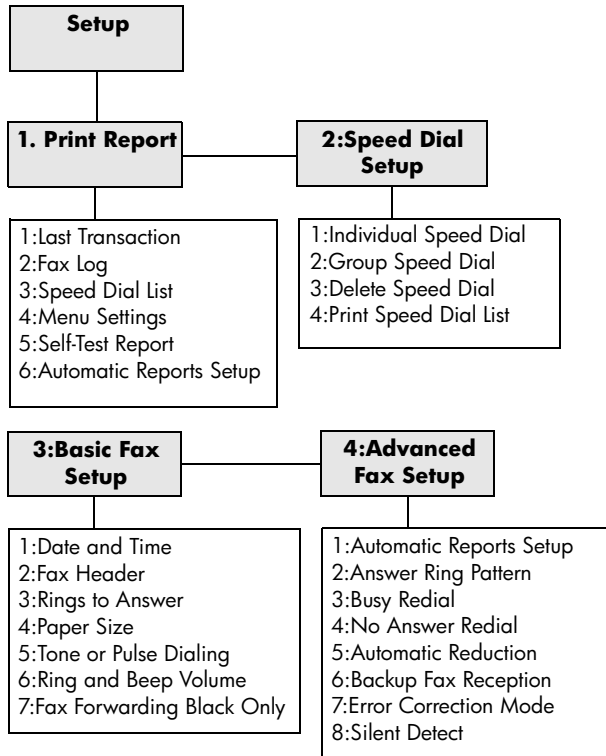 Setup
1. Print Report
2:Speed Dial
Setup
1:Last Transaction
2:Fax Log
3:Speed Dial List
4:Menu Settings
5:Self-Test Report
6:Automatic Reports Setup
1:Individual Speed Dial
2:Group Speed Dial
3:Delete Speed Dial
4:Print Speed Dial List
3:Basic Fax
Setup
4:Advanced
Fax Setup
1:Date and Time
2:Fax Header
3:Rings to Answer
4:Paper Size
5:Tone or Pulse Dialing
6:Ring and Beep Volume
7:Fax Forwarding Black Only
1:Automatic Reports Setup
2:Answer Ring Pattern
3:Busy Redial
4:No Answer Redial
5:Automatic Reduction
6:Backup Fax Reception
7:Error Correction Mode
8:Silent Detect